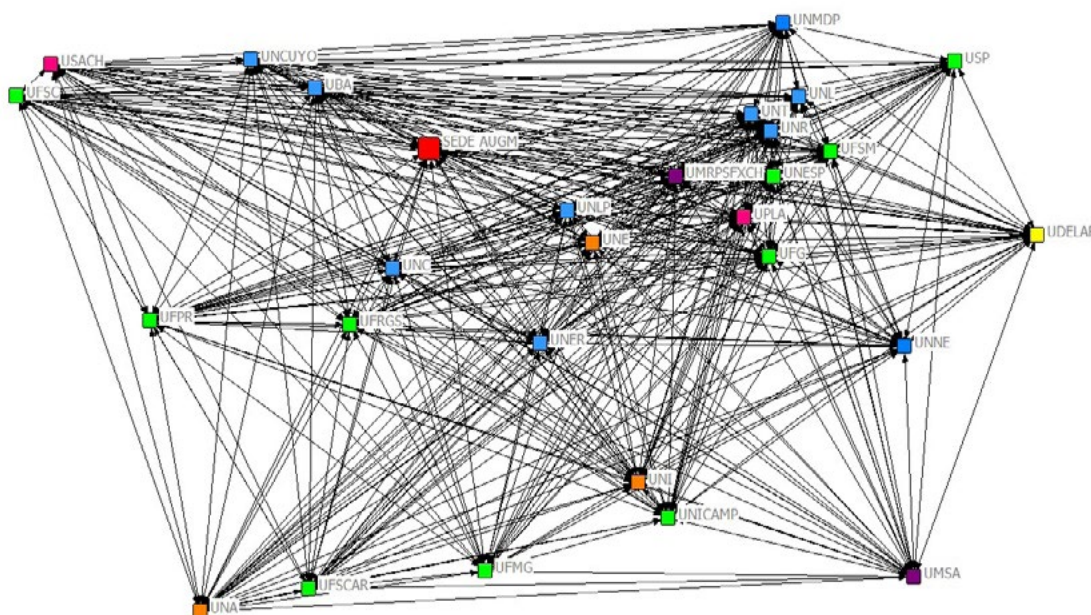 UNMDP
USACH
UNCUYO
USP
UFSC
UBA
UNL
UNT
UNR
SEDE AUGM
UFSM
UMRPSFXCH
UNESP
UNLP
UPLA
UNE
UDELAR
UFG
UNC
UFPR
UFRGS
UNER
UNNE
UNI
UNICAMP
UFMG
UMSA
UFSCAR
UNA